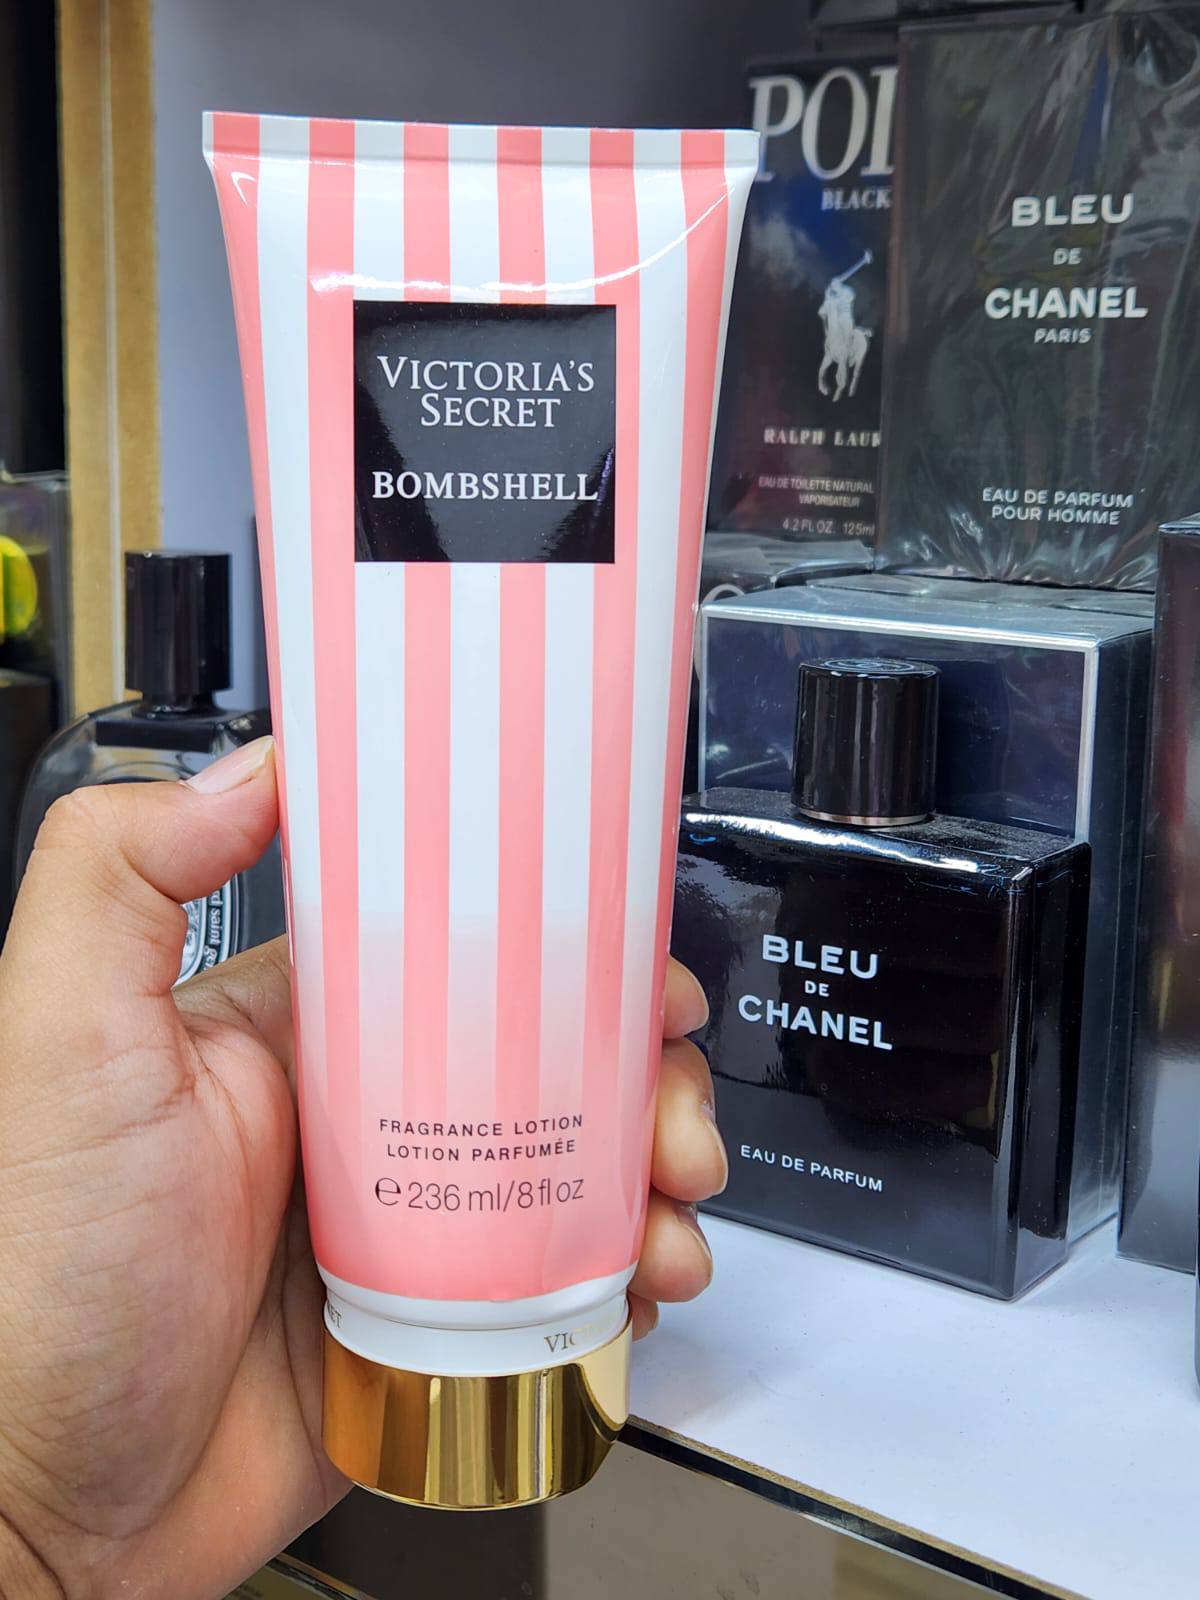 VICTORIA'S
SECRET
BOMBSHELL
FRAGRANCE LOTION
LOTION PARFUMÉE
℮ 236 ml/8 fl oz
BLACK
RALPH
EAU DE TOILETTE NATURAL
VAPORISATEUR
4.2 FL OZ. 125ml
BLEU
DE
CHANEL
PARIS
EAU DE PARFUM
POUR HOMME
BLEU
DE
CHANEL
EAU DE PARFUM